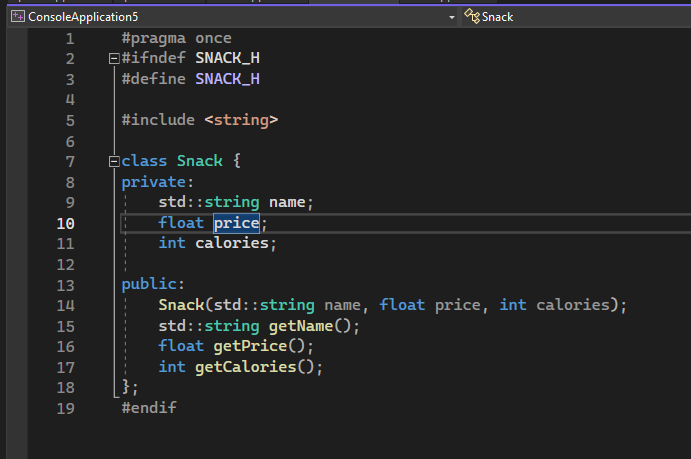 ConsoleApplication5 Snack
1 #pragma once
2 #ifndef SNACK_H
3 #define SNACK_H
4
5 #include <string>
6
7 class Snack {
8 private:
9 std::string name;
10 float price;
11 int calories;
12
13 public:
14 Snack(std::string name, float price, int calories);
15 std::string getName();
16 float getPrice();
17 int getCalories();
18 };
19 #endif